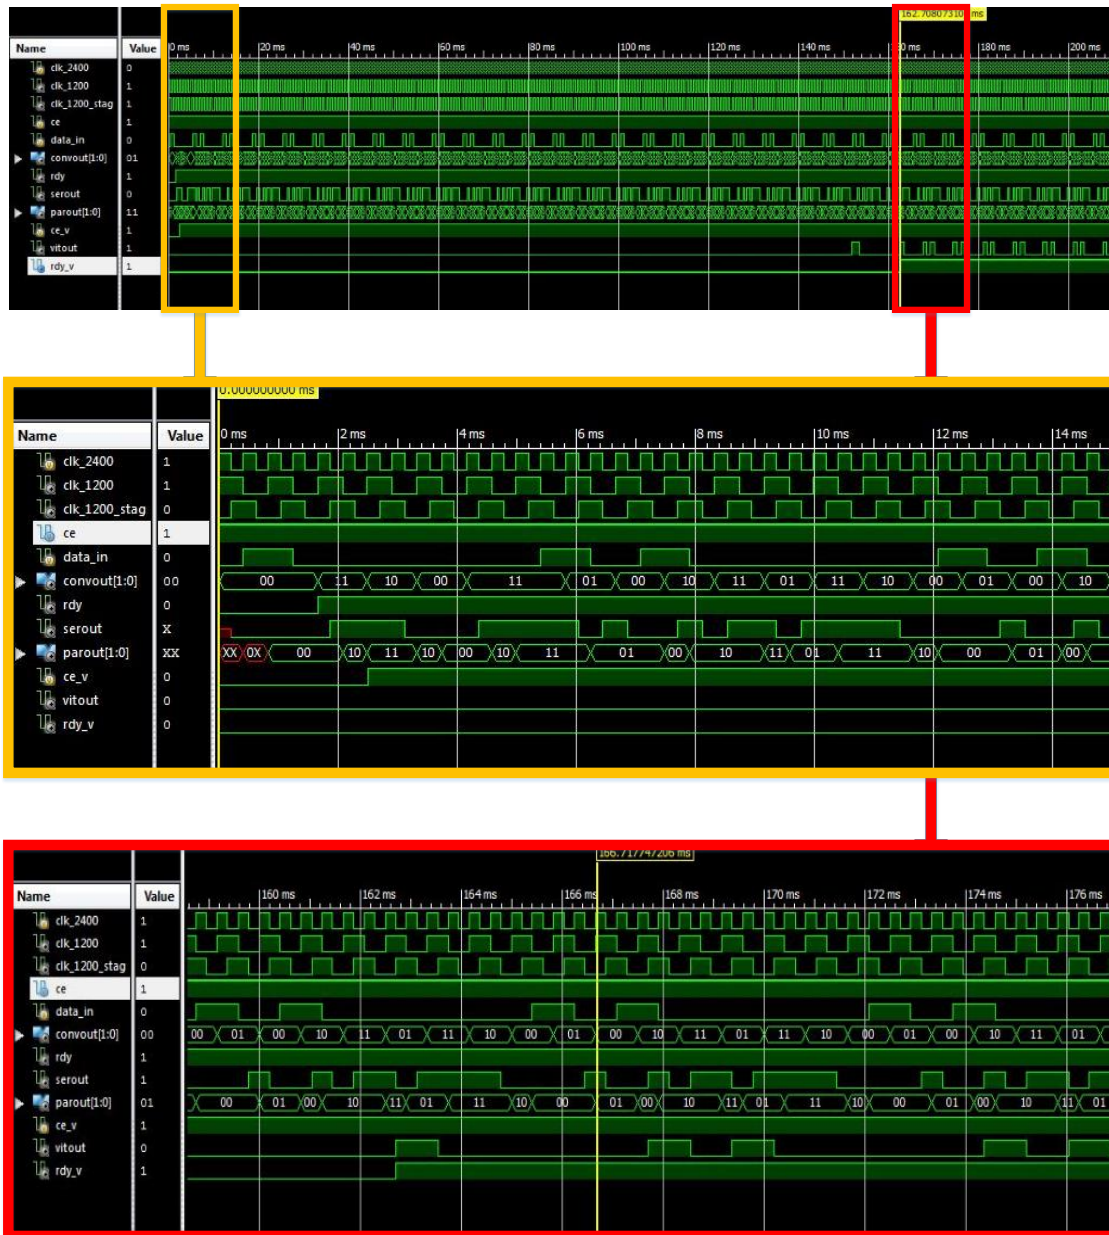 162.708073100 ms
Name Value 0 ms 20 ms 40 ms 60 ms 80 ms 100 ms 120 ms 140 ms 0 ms 180 ms 200 ms
clk_2400 0
clk_1200 1
clk_1200_stag 1
ce 1
data_in 0
convout[1:0] 01
rdy 1
serout 0
parout[1:0] 11
ce_v 1
vitout 1
rdy_v 1
0.000000000 ms
Name Value 0 ms 2 ms 4 ms 6 ms 8 ms 10 ms 12 ms 14 ms
clk_2400 1
clk_1200 1
clk_1200_stag 0
ce 1
data_in 0
convout[1:0] 00 00 11 10 00 11 01 00 10 11 01 11 10 00 01 00 10
rdy 0
serout X
parout[1:0] XX XX 0X 00 10 11 10 00 10 11 01 00 10 11 01 11 10 00 01 00
ce_v 0
vitout 0
rdy_v 0
166.717747206 ms
Name Value 160 ms 162 ms 164 ms 166 ms 168 ms 170 ms 172 ms 174 ms 176 ms
clk_2400 1
clk_1200 1
clk_1200_stag 0
ce 1
data_in 0
convout[1:0] 00 00 01 00 10 11 01 11 10 00 01 00 10 11 01 11 10 00 01 00 10 11 01
rdy 1
serout 1
parout[1:0] 01 00 01 00 10 11 01 11 10 00 01 00 10 11 01 11 10 00 01 00 10 11 01
ce_v 1
vitout 0
rdy_v 1